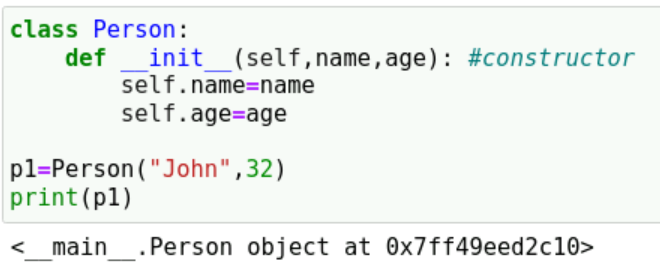 class Person:
    def __init__(self,name,age): #constructor
        self.name=name
        self.age=age

p1=Person("John",32)
print(p1)
<__main__.Person object at 0x7ff49eed2c10>